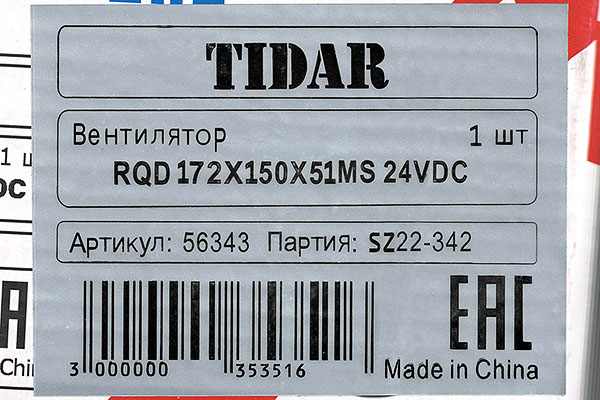 TIDAR
Вентилятор 1 шт
RQD 172X150X51MS 24VDC
Артикул: 56343 Партия: SZ22-342
EAC
3 000000 353516
Made in China